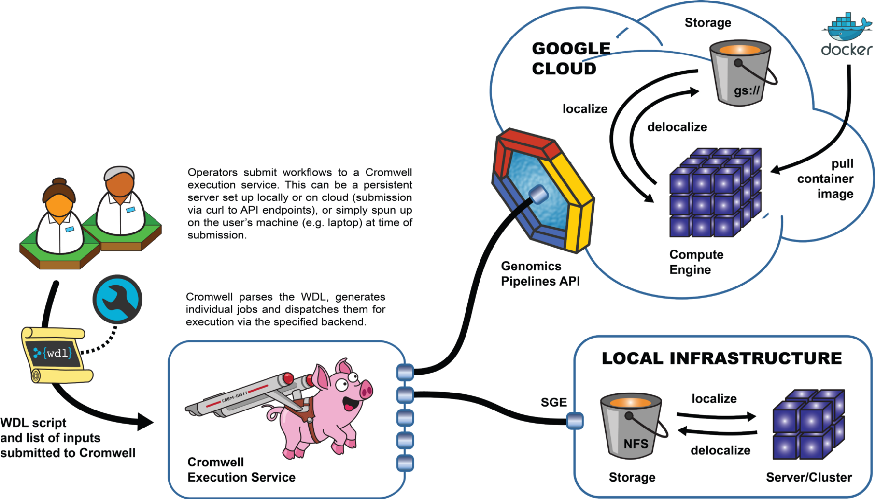 Storage
docker
GOOGLE
CLOUD
gs://
localize
delocalize
pull
container
image
Operators submit workflows to a Cromwell
execution service. This can be a persistent
server set up locally or on cloud (submission
via curl to API endpoints), or simply spun up
on the user's machine (e.g. laptop) at time of
submission.
Compute
Engine
Genomics
Pipelines API
Cromwell parses the WDL, generates
individual jobs and dispatches them for
execution via the specified backend.
{wdl}
LOCAL INFRASTRUCTURE
SGE
localize
NFS
delocalize
WDL script
and list of inputs
submitted to Cromwell
Cromwell
Execution Service
Storage
Server/Cluster